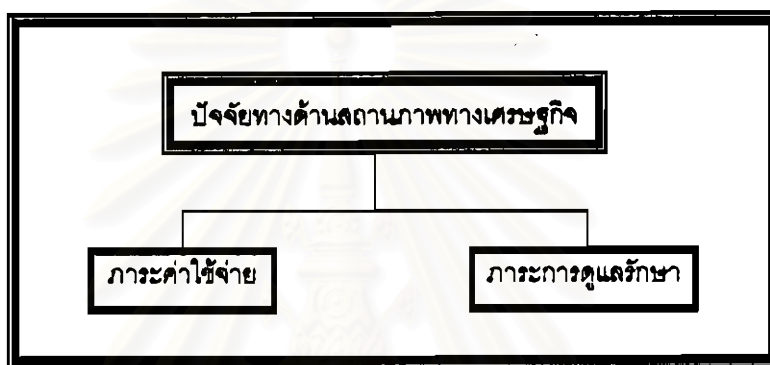 ปัจจัยทางด้านสถานภาพทางเศรษฐกิจ
ภาระค่าใช้จ่าย
ภาระการดูแลรักษา